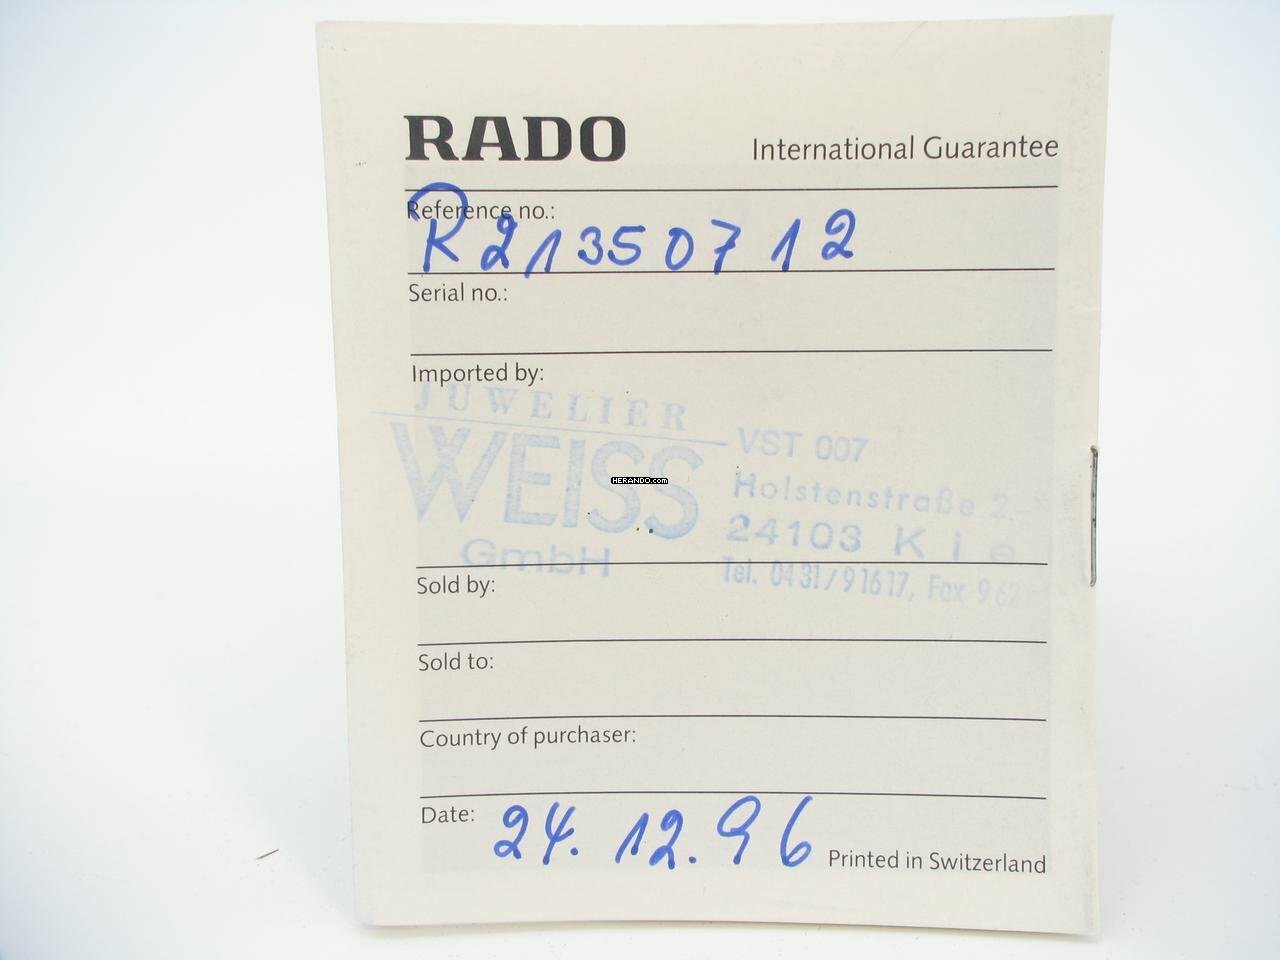 RADO
International Guarantee
Reference no.:
R21350712
Serial no.:
Imported by:
JUWELIER
WEISS
GmbH
VST 007
Holstenstraße 2
24103 Kie
Tel. 0431/91617, Fax 962
HERANDO.com
Sold by:
Sold to:
Country of purchaser:
Date: 24.12.96
Printed in Switzerland